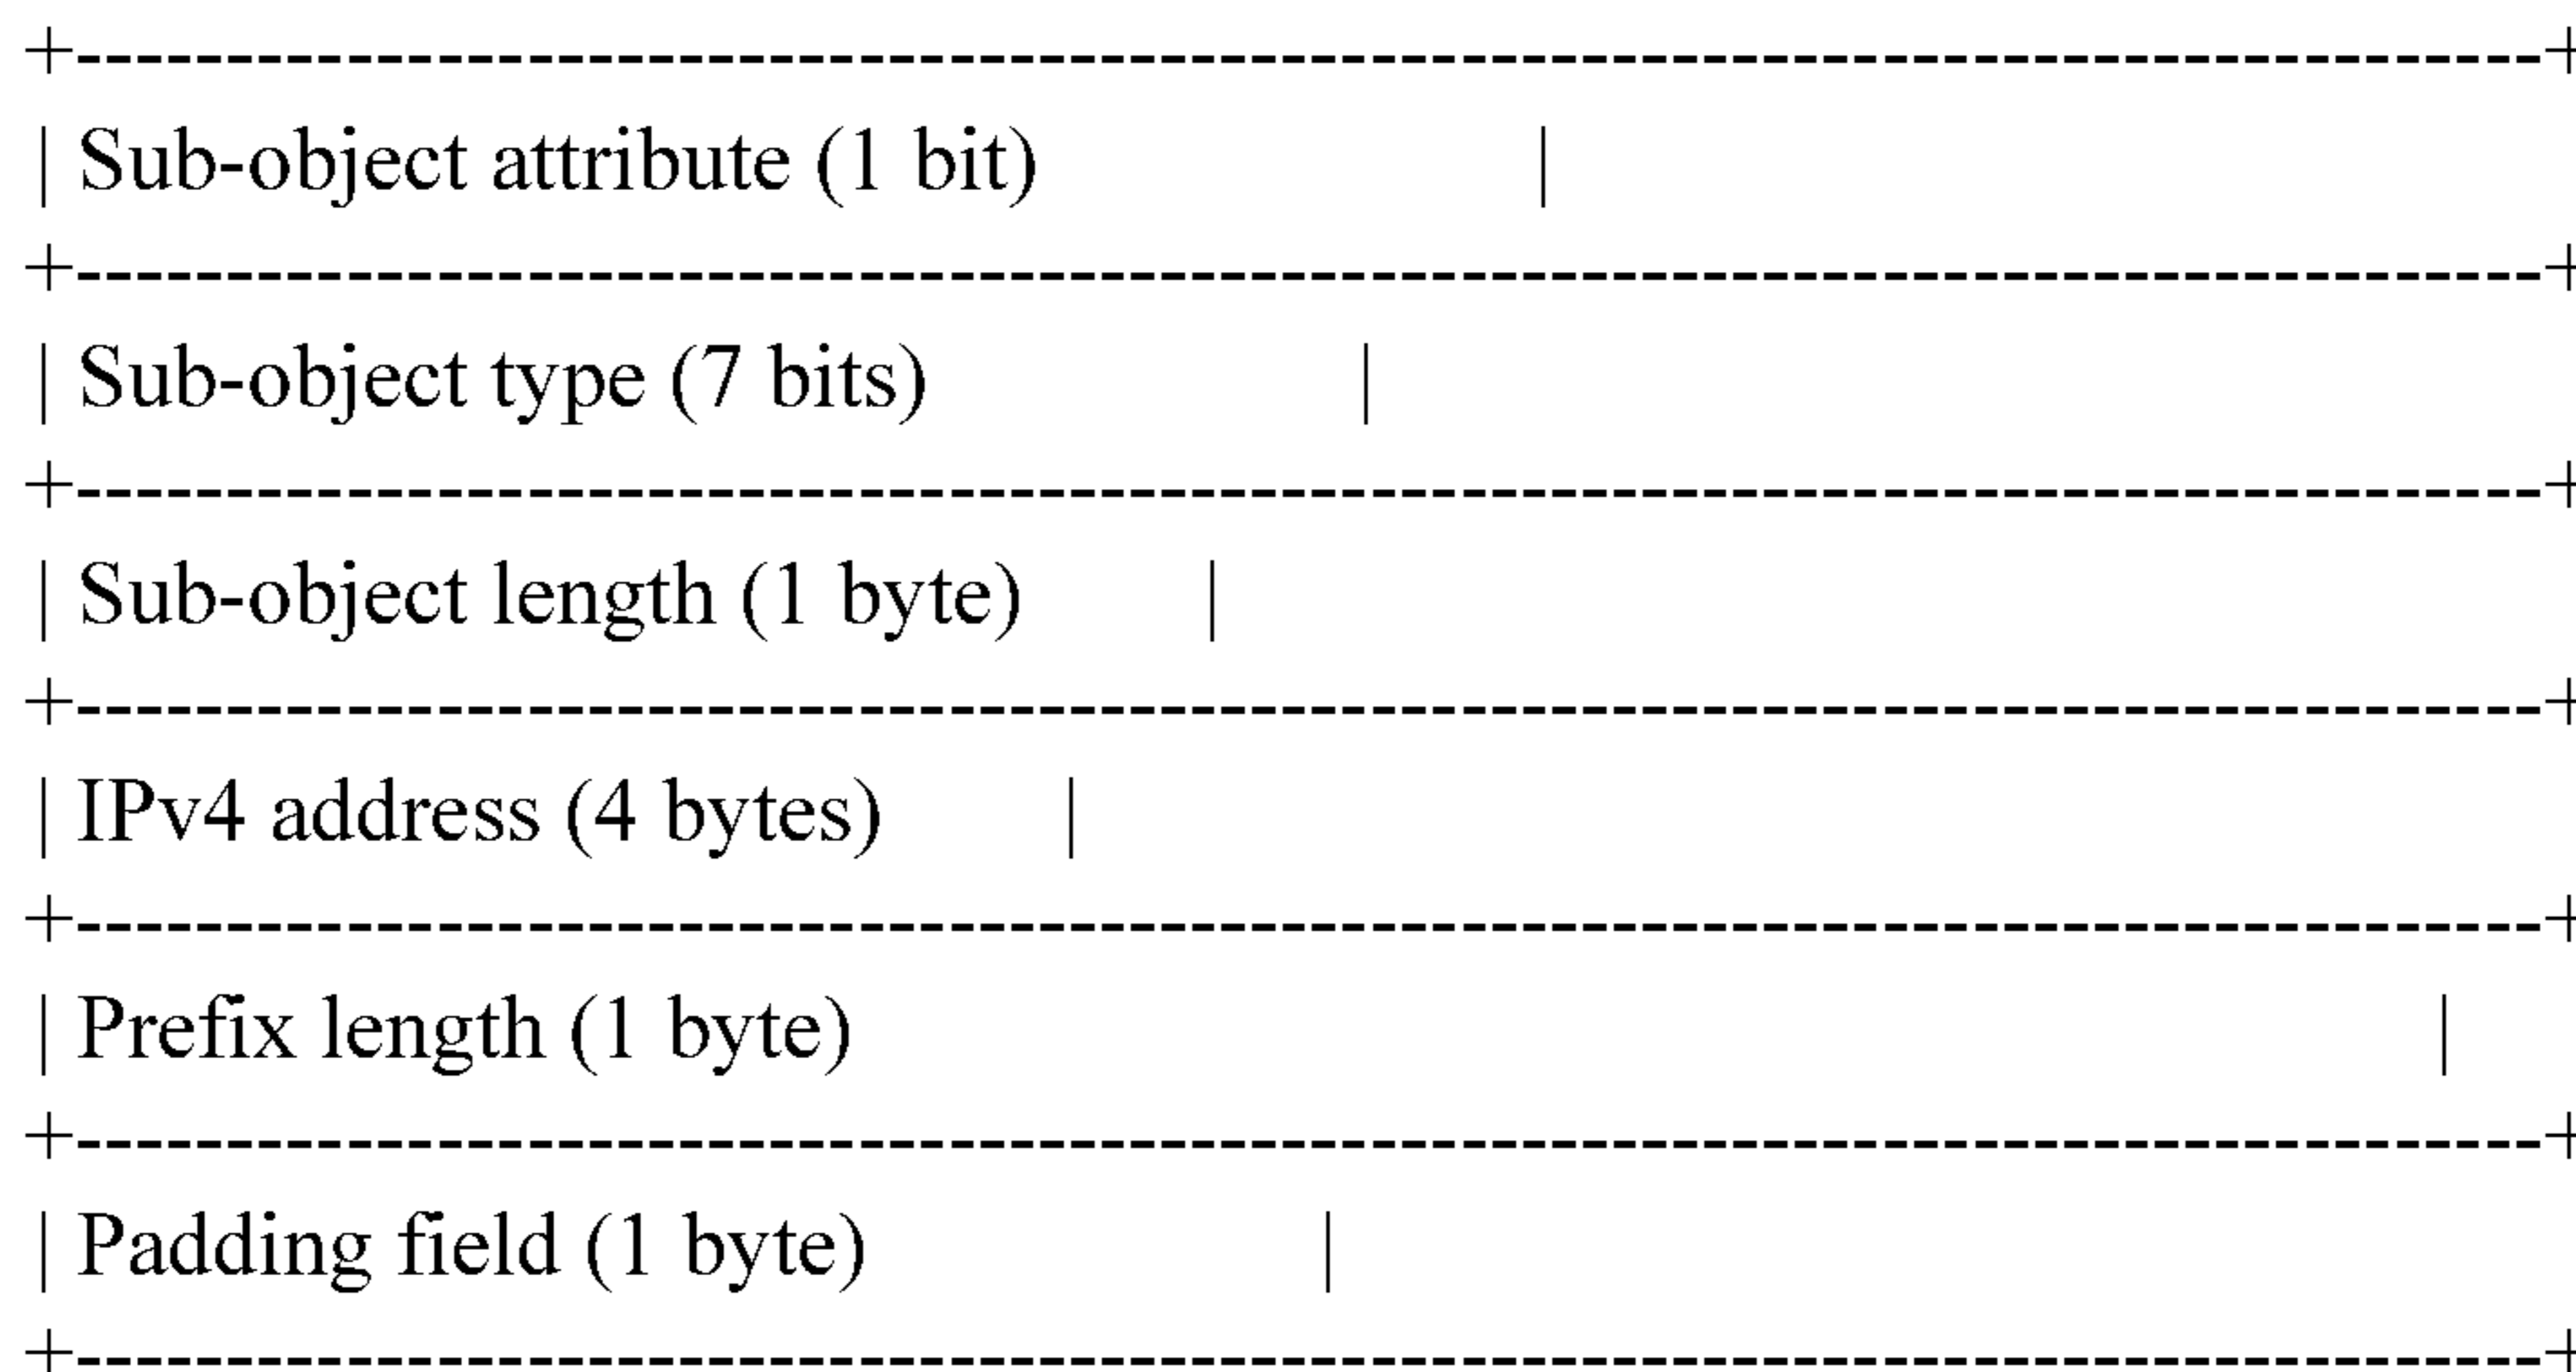 +-----------------------------------------------------------------------------------+
| Sub-object attribute (1 bit) |
+-----------------------------------------------------------------------------------+
| Sub-object type (7 bits) |
+-----------------------------------------------------------------------------------+
| Sub-object length (1 byte) |
+-----------------------------------------------------------------------------------+
| IPv4 address (4 bytes) |
+-----------------------------------------------------------------------------------+
| Prefix length (1 byte) |
+-----------------------------------------------------------------------------------+
| Padding field (1 byte) |
+-----------------------------------------------------------------------------------+